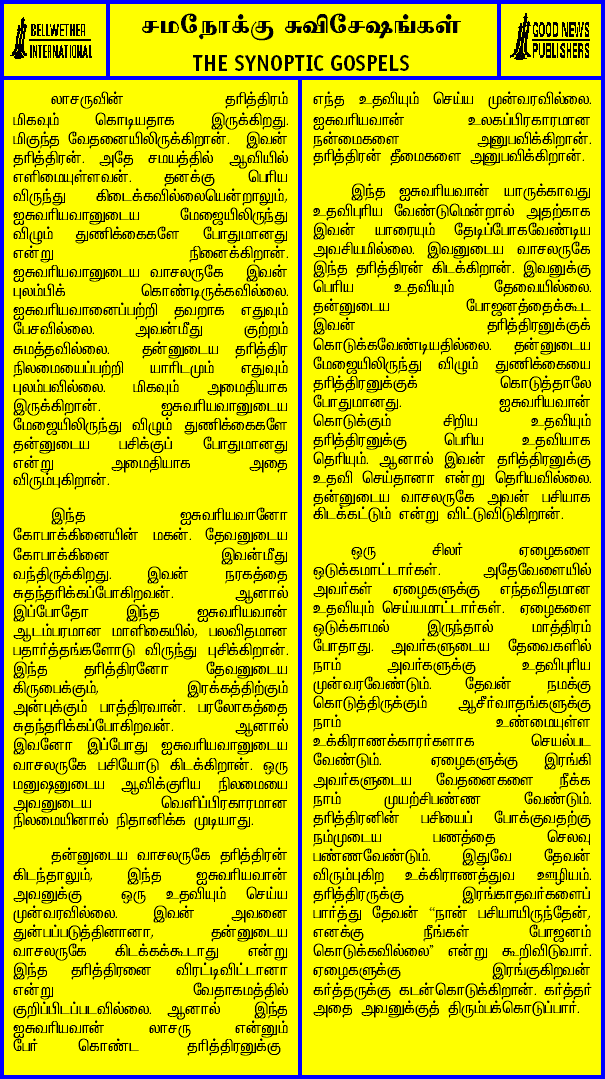 BELLWETHER
INTERNATIONAL
சமநோக்கு சுவிசேஷங்கள்
THE SYNOPTIC GOSPELS
GOOD NEWS
PUBLISHERS
லாசருவின் தரித்திரம்
மிகவும் கொடியதாக இருக்கிறது.
மிகுந்த வேதனையிலிருக்கிறான். இவன்
தரித்திரன். அதே சமயத்தில் ஆவியில்
எளிமையுள்ளவன். தனக்கு பெரிய
விருந்து கிடைக்கவில்லையென்றாலும்,
ஐசுவரியவானுடைய மேஜையிலிருந்து
விழும் துணிக்கைகளே போதுமானது
என்று நினைக்கிறான்.
ஐசுவரியவானுடைய வாசலருகே இவன்
புலம்பிக் கொண்டிருக்கவில்லை.
ஐசுவரியவானைப்பற்றி தவறாக எதுவும்
பேசவில்லை. அவன்மீது குற்றம்
சுமத்தவில்லை. தன்னுடைய தரித்திர
நிலமையைப்பற்றி யாரிடமும் எதுவும்
புலம்பவில்லை. மிகவும் அமைதியாக
இருக்கிறான். ஐசுவரியவானுடைய
மேஜையிலிருந்து விழும் துணிக்கைகளே
தன்னுடைய பசிக்குப் போதுமானது
என்று அமைதியாக அதை
விரும்புகிறான்.
இந்த ஐசுவரியவானோ
கோபாக்கினையின் மகன். தேவனுடைய
கோபாக்கினை இவன்மீது
வந்திருக்கிறது. இவன் நரகத்தை
சுதந்தரிக்கப்போகிறவன். ஆனால்
இப்போதோ இந்த ஐசுவரியவான்
ஆடம்பரமான மாளிகையில், பலவிதமான
பதார்த்தங்களோடு விருந்து புசிக்கிறான்.
இந்த தரித்திரனோ தேவனுடைய
கிருபைக்கும், இரக்கத்திற்கும்
அன்புக்கும் பாத்திரவான். பரலோகத்தை
சுதந்தரிக்கப்போகிறவன். ஆனால்
இவனோ இப்போது ஐசுவரியவானுடைய
வாசலருகே பசியோடு கிடக்கிறான். ஒரு
மனுஷனுடைய ஆவிக்குரிய நிலமையை
அவனுடைய வெளிப்பிரகாரமான
நிலமையினால் நிதானிக்க முடியாது.
தன்னுடைய வாசலருகே தரித்திரன்
கிடந்தாலும், இந்த ஐசுவரியவான்
அவனுக்கு ஒரு உதவியும் செய்ய
முன்வரவில்லை. இவன் அவனை
துன்பப்படுத்தினானா, தன்னுடைய
வாசலருகே கிடக்கக்கூடாது என்று
இந்த தரித்திரனை விரட்டிவிட்டானா
என்று வேதாகமத்தில்
குறிப்பிடப்படவில்லை. ஆனால் இந்த
ஐசுவரியவான் லாசரு என்னும்
பேர் கொண்ட தரித்திரனுக்கு
எந்த உதவியும் செய்ய முன்வரவில்லை.
ஐசுவரியவான் உலகப்பிரகாரமான
நன்மைகளை அனுபவிக்கிறான்.
தரித்திரன் தீமைகளை அனுபவிக்கிறான்.
இந்த ஐசுவரியவான் யாருக்காவது
உதவிபுரிய வேண்டுமென்றால் அதற்காக
இவன் யாரையும் தேடிப்போகவேண்டிய
அவசியமில்லை. இவனுடைய வாசலருகே
இந்த தரித்திரன் கிடக்கிறான். இவனுக்கு
பெரிய உதவியும் தேவையில்லை.
தன்னுடைய போஜனத்தைக்கூட
இவன் தரித்திரனுக்குக்
கொடுக்கவேண்டியதில்லை. தன்னுடைய
மேஜையிலிருந்து விழும் துணிக்கையை
தரித்திரனுக்குக் கொடுத்தாலே
போதுமானது. ஐசுவரியவான்
கொடுக்கும் சிறிய உதவியும்
தரித்திரனுக்கு பெரிய உதவியாக
தெரியும். ஆனால் இவன் தரித்திரனுக்கு
உதவி செய்தானா என்று தெரியவில்லை.
தன்னுடைய வாசலருகே அவன் பசியாக
கிடக்கட்டும் என்று விட்டுவிடுகிறான்.
ஒரு சிலர் ஏழைகளை
ஒடுக்கமாட்டார்கள். அதேவேளையில்
அவர்கள் ஏழைகளுக்கு எந்தவிதமான
உதவியும் செய்யமாட்டார்கள். ஏழைகளை
ஒடுக்காமல் இருந்தால் மாத்திரம்
போதாது. அவர்களுடைய தேவைகளில்
நாம் அவர்களுக்கு உதவிபுரிய
முன்வரவேண்டும். தேவன் நமக்கு
கொடுத்திருக்கும் ஆசீர்வாதங்களுக்கு
நாம் உண்மையுள்ள
உக்கிராணக்காரர்களாக செயல்பட
வேண்டும். ஏழைகளுக்கு இரங்கி
அவர்களுடைய வேதனைகளை நீக்க
நாம் முயற்சிபண்ண வேண்டும்.
தரித்திரனின் பசியைப் போக்குவதற்கு
நம்முடைய பணத்தை செலவு
பண்ணவேண்டும். இதுவே தேவன்
விரும்புகிற உக்கிராணத்துவ ஊழியம்.
தரித்திரருக்கு இரங்காதவர்களைப்
பார்த்து தேவன் “நான் பசியாயிருந்தேன்,
எனக்கு நீங்கள் போஜனம்
கொடுக்கவில்லை” என்று கூறிவிடுவார்.
ஏழைகளுக்கு இரங்குகிறவன்
கர்த்தருக்கு கடன்கொடுக்கிறான். கர்த்தர்
அதை அவனுக்குத் திரும்பக்கொடுப்பார்.